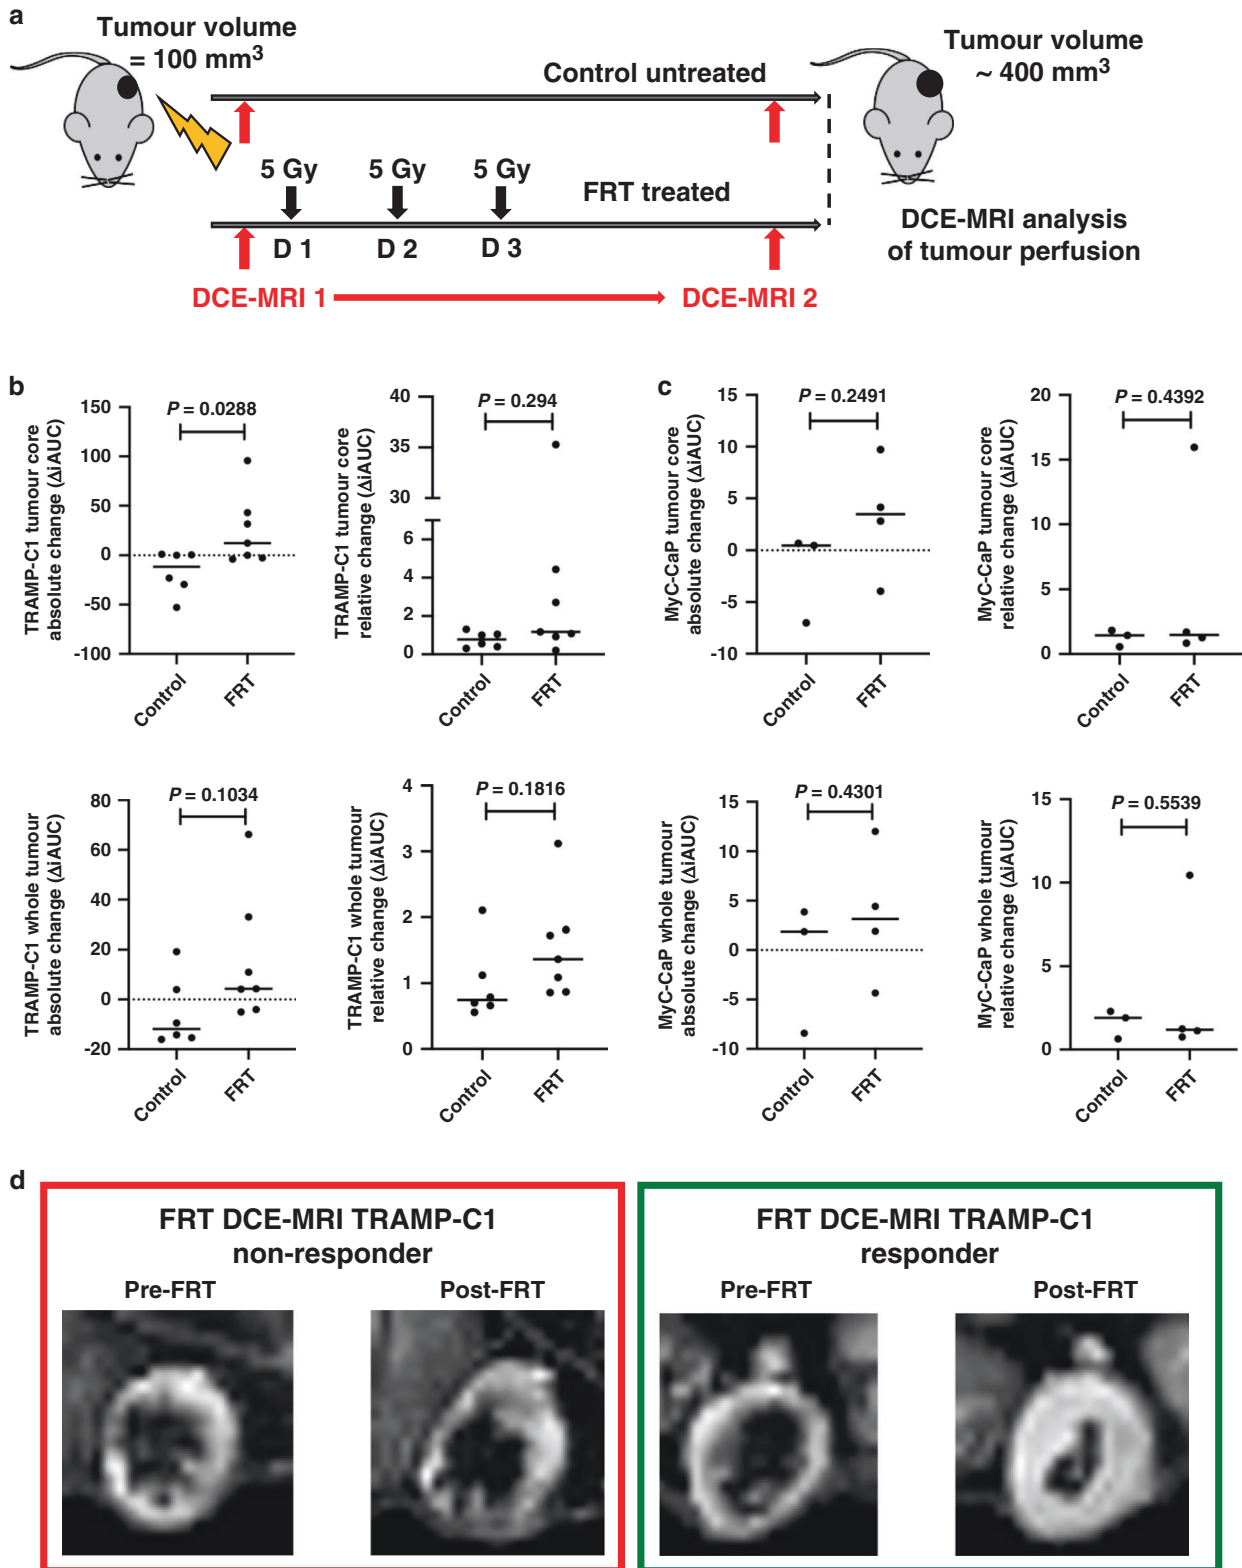 a
Tumour volume
= 100 mm³
Control untreated
Tumour volume
~ 400 mm³
5 Gy
5 Gy
5 Gy
FRT treated
D 1
D 2
D 3
DCE-MRI analysis
of tumour perfusion
DCE-MRI 1
DCE-MRI 2
b
TRAMP-C1 tumour core
absolute change (ΔiAUC)
150
100
50
0
-50
-100
P = 0.0288
Control
FRT
TRAMP-C1 tumour core
relative change (ΔiAUC)
40
35
30
6
4
2
0
P = 0.294
Control
FRT
c
MyC-CaP tumour core
absolute change (ΔiAUC)
15
10
5
0
-5
-10
P = 0.2491
Control
FRT
MyC-CaP tumour core
relative change (ΔiAUC)
20
15
10
5
0
P = 0.4392
Control
FRT
TRAMP-C1 whole tumour
absolute change (ΔiAUC)
80
60
40
20
0
-20
P = 0.1034
Control
FRT
TRAMP-C1 whole tumour
relative change (ΔiAUC)
4
3
2
1
0
P = 0.1816
Control
FRT
MyC-CaP whole tumour
absolute change (ΔiAUC)
15
10
5
0
-5
-10
P = 0.4301
Control
FRT
MyC-CaP whole tumour
relative change (ΔiAUC)
15
10
5
0
P = 0.5539
Control
FRT
d
FRT DCE-MRI TRAMP-C1
non-responder
Pre-FRT
Post-FRT
FRT DCE-MRI TRAMP-C1
responder
Pre-FRT
Post-FRT